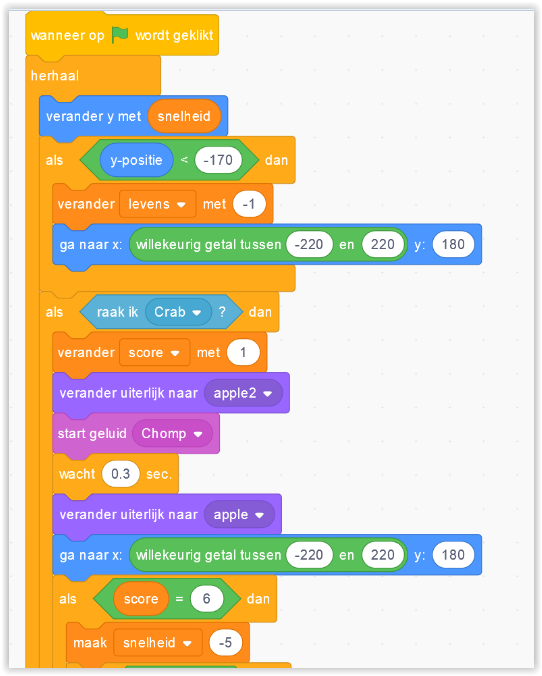 wanneer op wordt geklikt
herhaal
verander y met snelheid
als y-positie < -170 dan
verander levens met -1
ga naar x: willekeurig getal tussen -220 en 220 y: 180
als raak ik Crab ? dan
verander score met 1
verander uiterlijk naar apple2
start geluid Chomp
wacht 0.3 sec.
verander uiterlijk naar apple
ga naar x: willekeurig getal tussen -220 en 220 y: 180
als score = 6 dan
maak snelheid -5